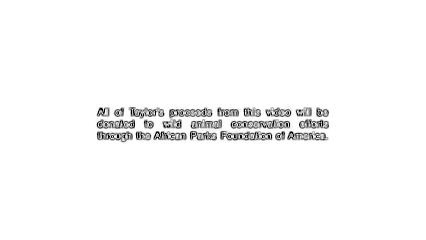 All of Taylor's proceeds from this video will be
donated to wild animal conservation efforts
through the African Parks Foundation of America.